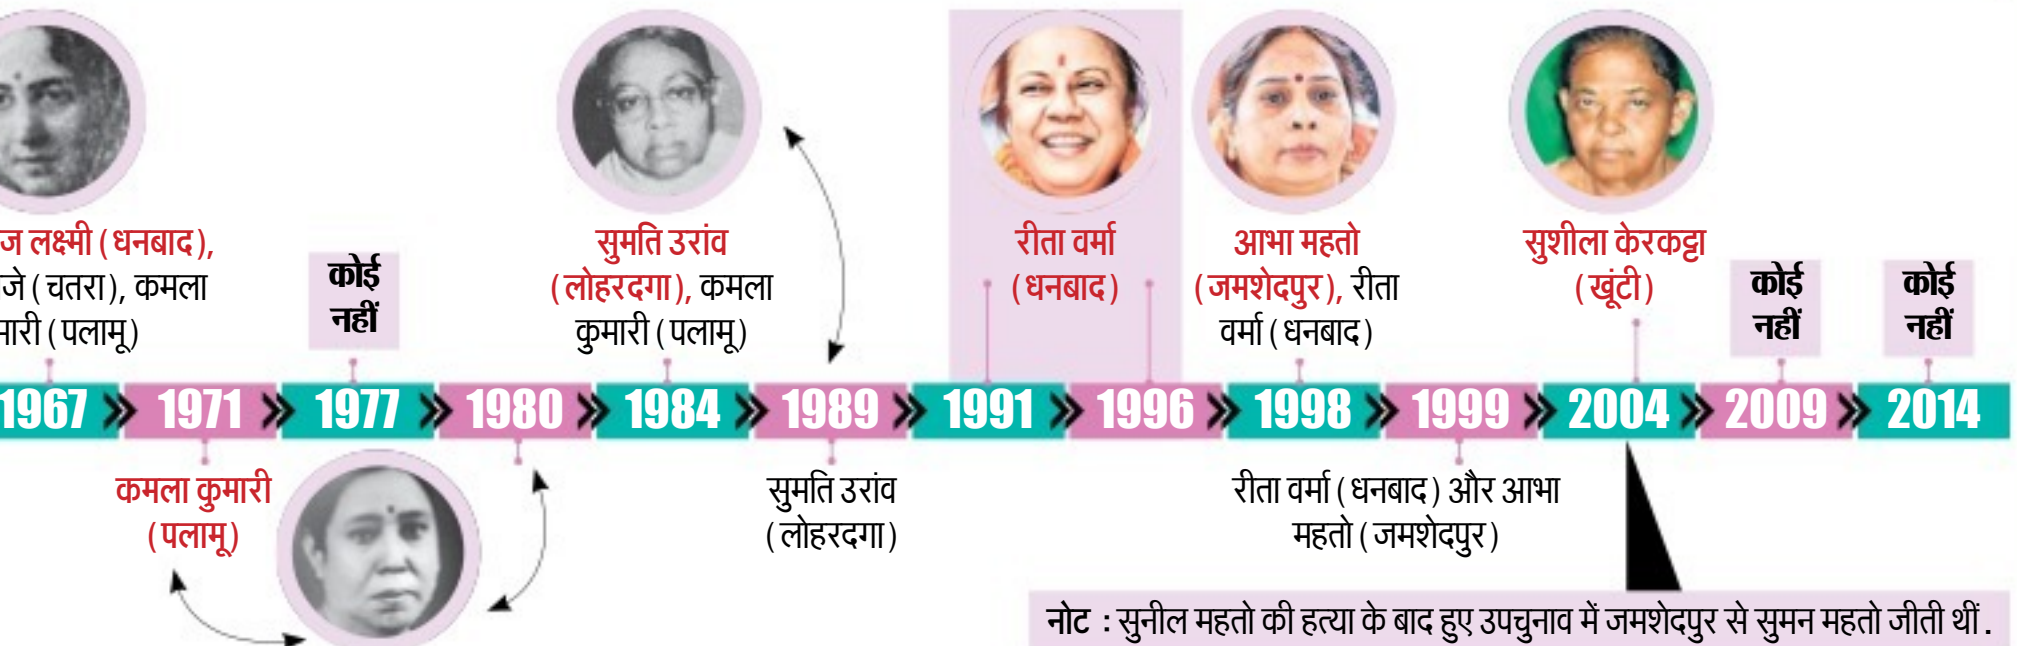 ज लक्ष्मी (धनबाद),
जे (चतरा), कमला
मारी (पलामू)
कोई
नहीं
सुमति उरांव
(लोहरदगा), कमला
कुमारी (पलामू)
रीता वर्मा
(धनबाद)
आभा महतो
(जमशेदपुर), रीता
वर्मा (धनबाद)
सुशीला केरकट्टा
(खूंटी)
कोई
नहीं
कोई
नहीं
1967 1971 1977 1980 1984 1989 1991 1996 1998 1999 2004 2009 2014
कमला कुमारी
(पलामू)
सुमति उरांव
(लोहरदगा)
रीता वर्मा (धनबाद) और आभा
महतो (जमशेदपुर)
नोट : सुनील महतो की हत्या के बाद हुए उपचुनाव में जमशेदपुर से सुमन महतो जीती थीं.